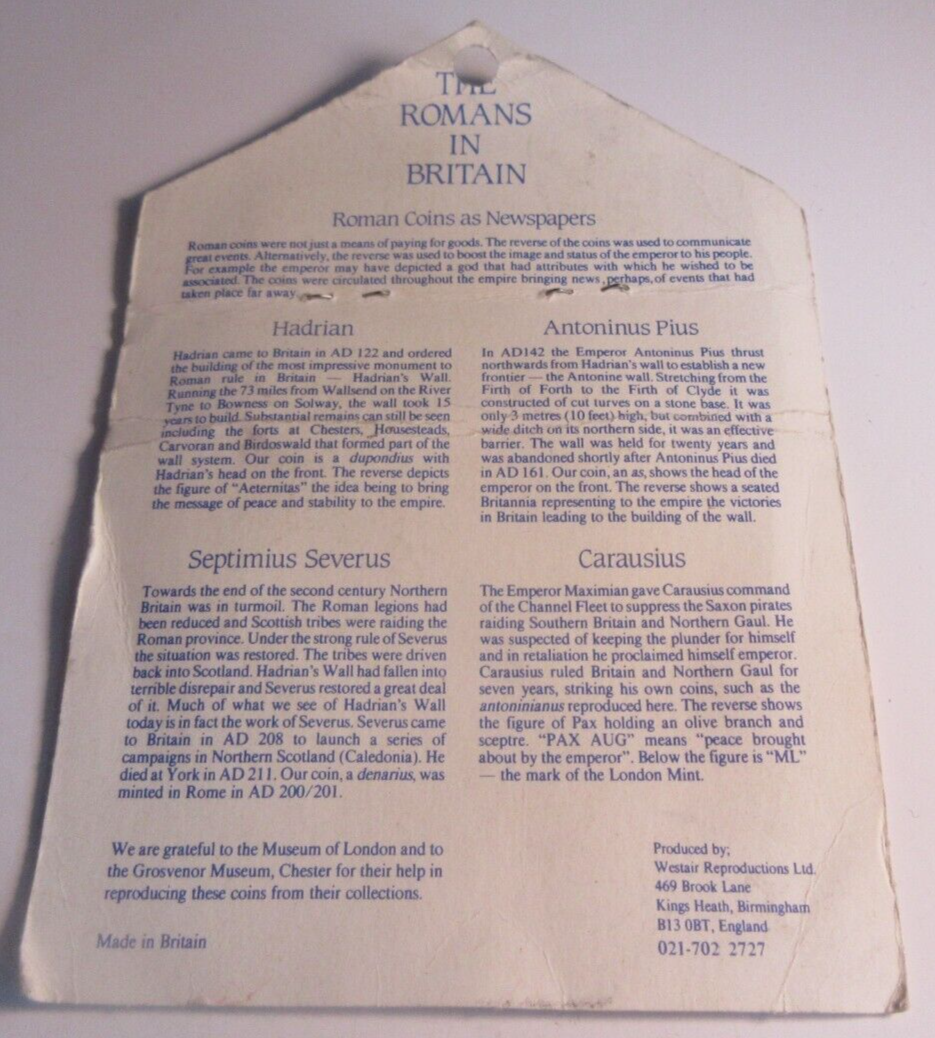 THE
ROMANS
IN
BRITAIN
Roman Coins as Newspapers
Roman coins were not just a means of paying for goods. The reverse of the coins was used to communicate
great events. Alternatively, the reverse was used to boost the image and status of the emperor to his people.
For example the emperor may have depicted a god that had attributes with which he wished to be
associated. The coins were circulated throughout the empire bringing news, perhaps, of events that had
taken place far away.
Hadrian
Hadrian came to Britain in AD 122 and ordered
the building of the most impressive monument to
Roman rule in Britain — Hadrian's Wall.
Running the 73 miles from Wallsend on the River
Tyne to Bowness on Solway, the wall took 15
years to build. Substantial remains can still be seen
including the forts at Chesters, Housesteads,
Carvoran and Birdoswald that formed part of the
wall system. Our coin is a dupondius with
Hadrian's head on the front. The reverse depicts
the figure of "Aeternitas" the idea being to bring
the message of peace and stability to the empire.
Antoninus Pius
In AD142 the Emperor Antoninus Pius thrust
northwards from Hadrian's wall to establish a new
frontier — the Antonine wall. Stretching from the
Firth of Forth to the Firth of Clyde it was
constructed of cut turves on a stone base. It was
only 3 metres (10 feet) high, but combined with a
wide ditch on its northern side, it was an effective
barrier. The wall was held for twenty years and
was abandoned shortly after Antoninus Pius died
in AD 161. Our coin, an as, shows the head of the
emperor on the front. The reverse shows a seated
Britannia representing to the empire the victories
in Britain leading to the building of the wall.
Septimius Severus
Towards the end of the second century Northern
Britain was in turmoil. The Roman legions had
been reduced and Scottish tribes were raiding the
Roman province. Under the strong rule of Severus
the situation was restored. The tribes were driven
back into Scotland. Hadrian's Wall had fallen into
terrible disrepair and Severus restored a great deal
of it. Much of what we see of Hadrian's Wall
today is in fact the work of Severus. Severus came
to Britain in AD 208 to launch a series of
campaigns in Northern Scotland (Caledonia). He
died at York in AD 211. Our coin, a denarius, was
minted in Rome in AD 200/201.
Carausius
The Emperor Maximian gave Carausius command
of the Channel Fleet to suppress the Saxon pirates
raiding Southern Britain and Northern Gaul. He
was suspected of keeping the plunder for himself
and in retaliation he proclaimed himself emperor.
Carausius ruled Britain and Northern Gaul for
seven years, striking his own coins, such as the
antoninianus reproduced here. The reverse shows
the figure of Pax holding an olive branch and
sceptre. "PAX AUG" means "peace brought
about by the emperor". Below the figure is "ML"
— the mark of the London Mint.
We are grateful to the Museum of London and to
the Grosvenor Museum, Chester for their help in
reproducing these coins from their collections.
Made in Britain
Produced by;
Westair Reproductions Ltd.
469 Brook Lane
Kings Heath, Birmingham
B13 0BT, England
021-702 2727